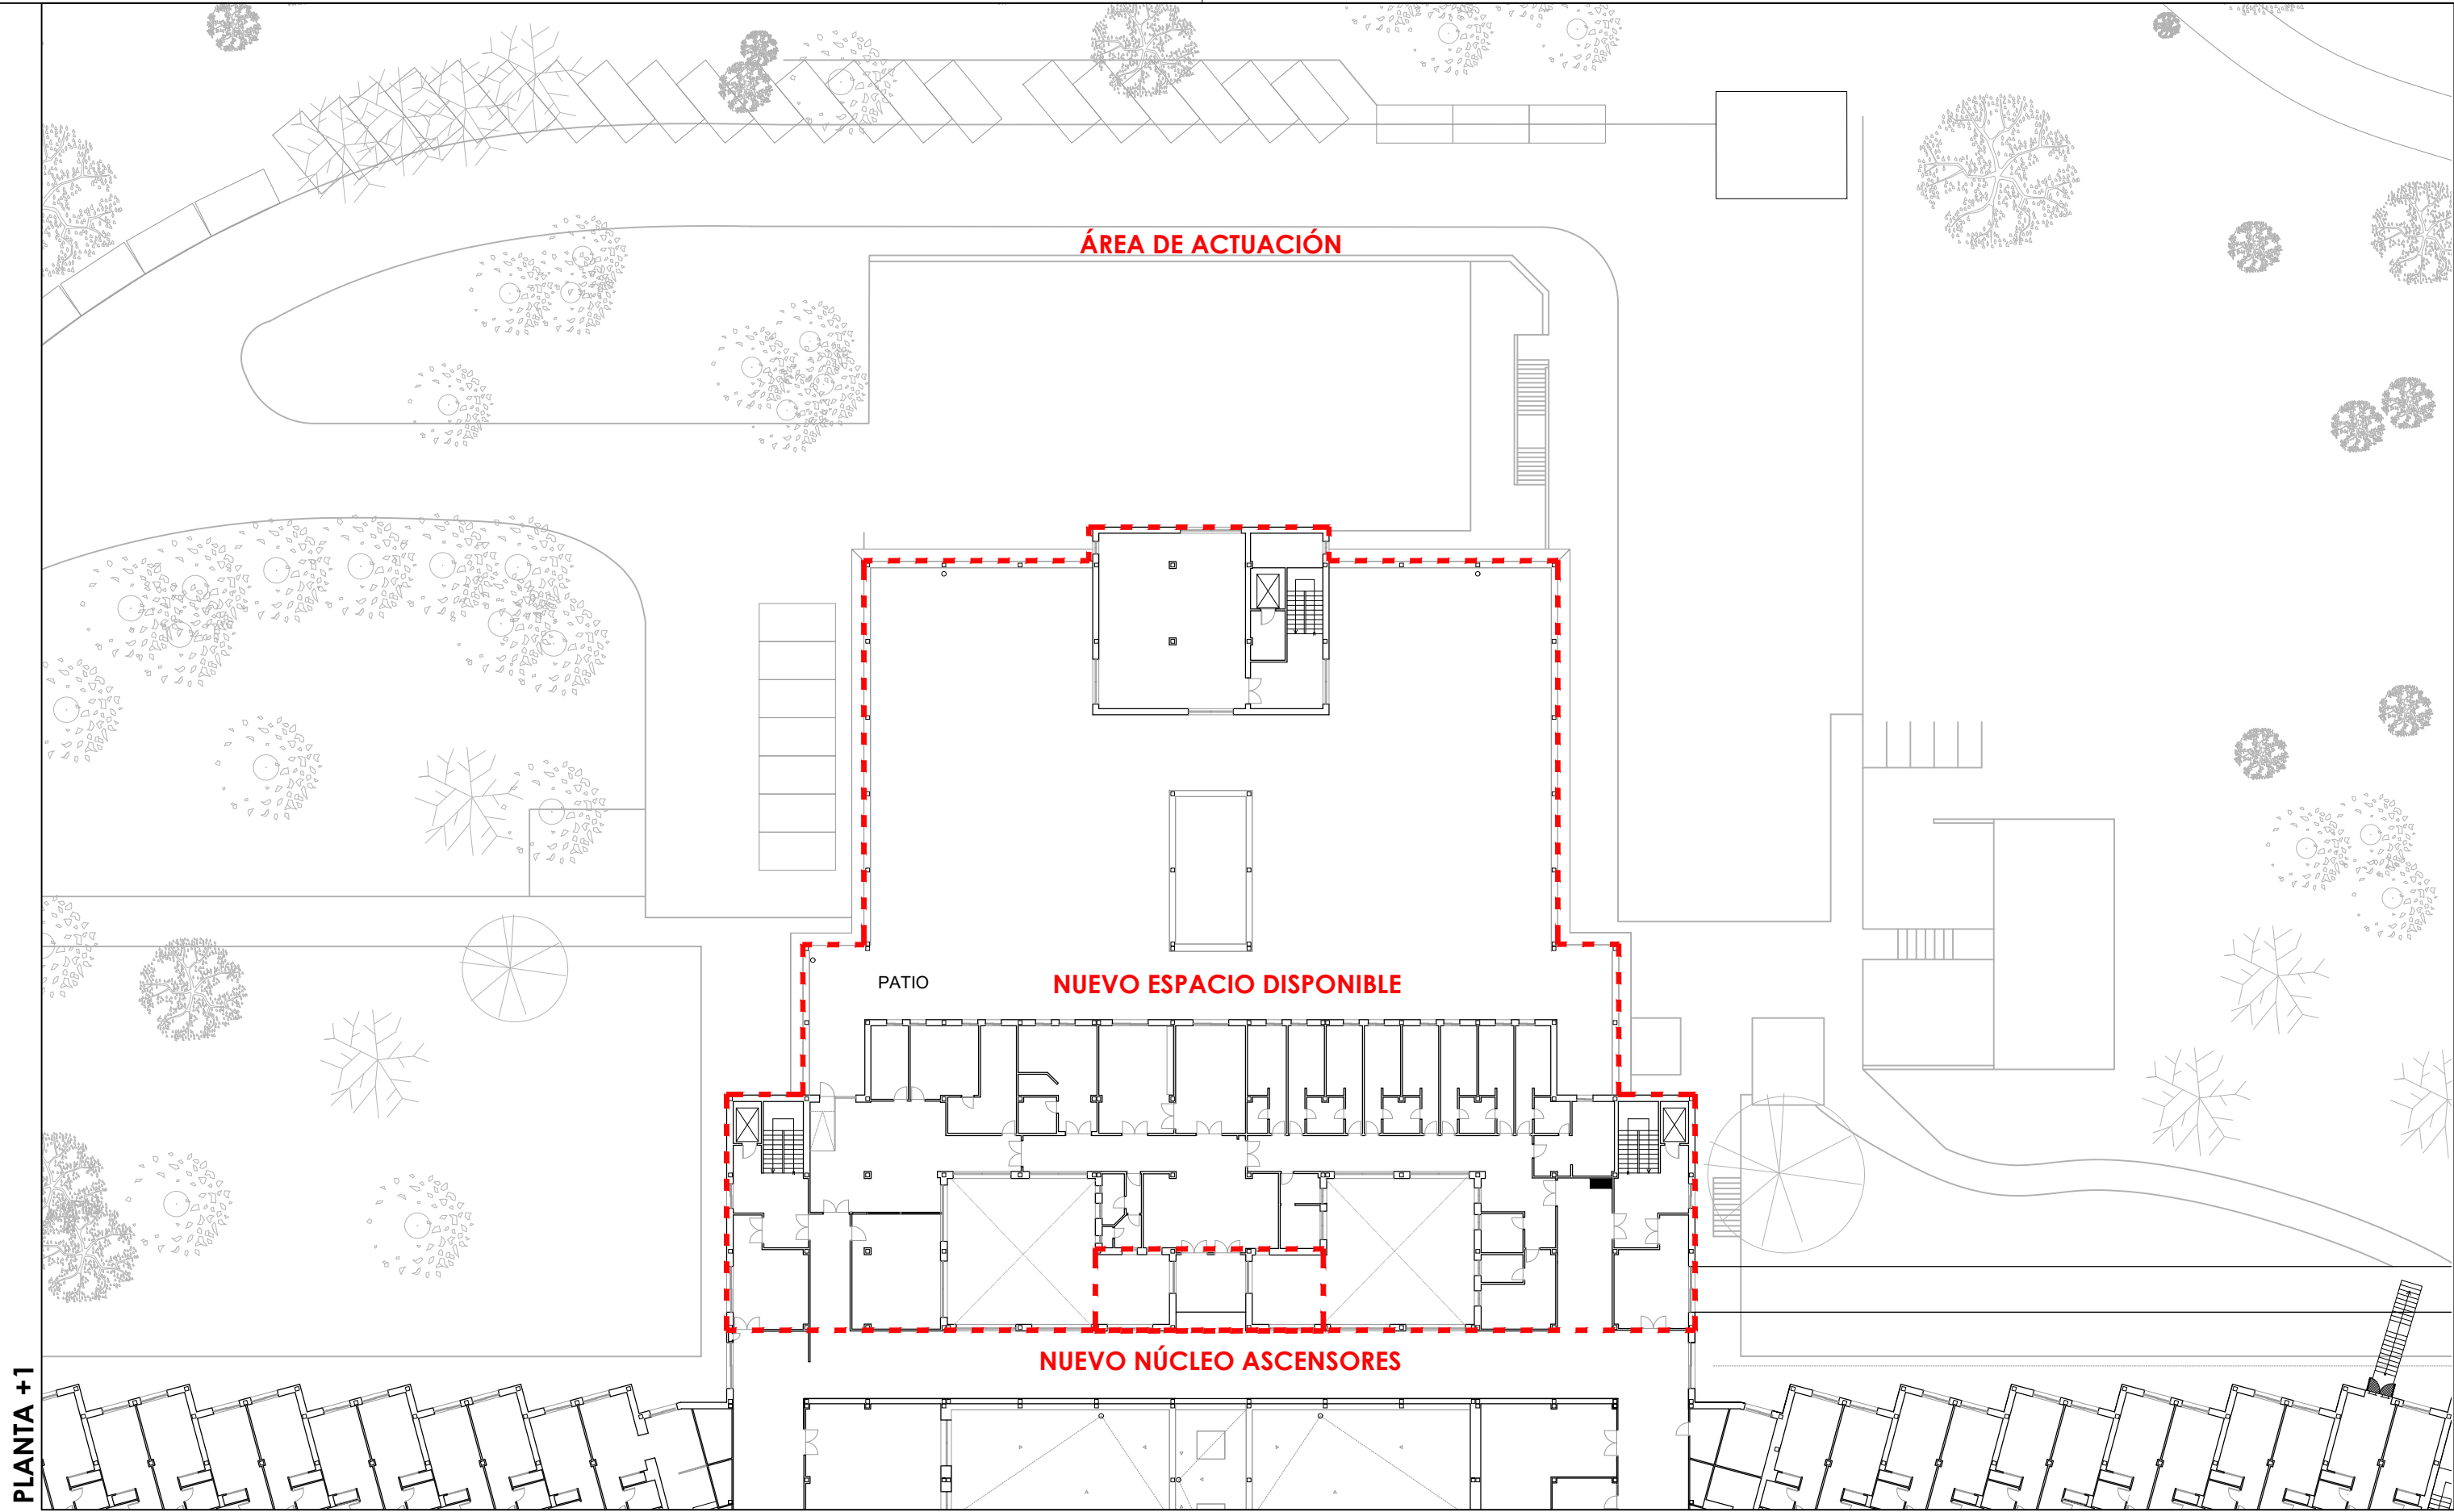 ÁREA DE ACTUACIÓN
PATIO
NUEVO ESPACIO DISPONIBLE
NUEVO NÚCLEO ASCENSORES
PLANTA +1